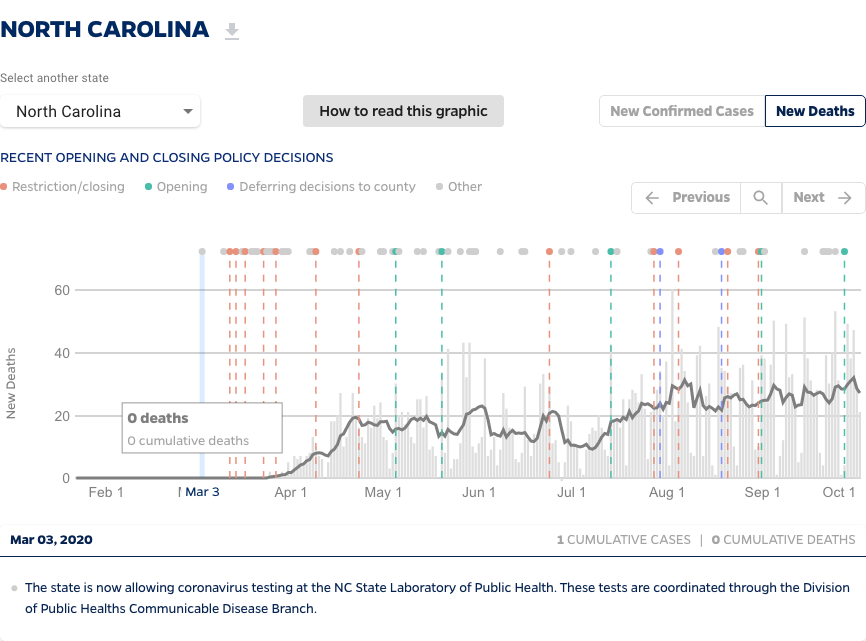 NORTH CAROLINA
Select another state
North Carolina
How to read this graphic
New Confirmed Cases
New Deaths
RECENT OPENING AND CLOSING POLICY DECISIONS
Restriction/closing
Opening
Deferring decisions to county
Other
Previous
Next
60
40
20
0
New Deaths
0 deaths
0 cumulative deaths
Feb 1
Mar 3
Apr 1
May 1
Jun 1
Jul 1
Aug 1
Sep 1
Oct 1
Mar 03, 2020
1 CUMULATIVE CASES | 0 CUMULATIVE DEATHS
The state is now allowing coronavirus testing at the NC State Laboratory of Public Health. These tests are coordinated through the Division
of Public Healths Communicable Disease Branch.